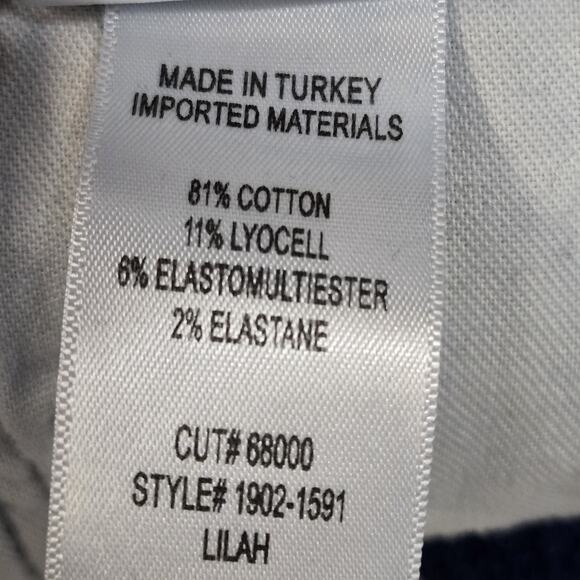 MADE IN TURKEY
IMPORTED MATERIALS
81% COTTON
11% LYOCELL
6% ELASTOMULTIESTER
2% ELASTANE
CUT# 68000
STYLE# 1902-1591
LILAH